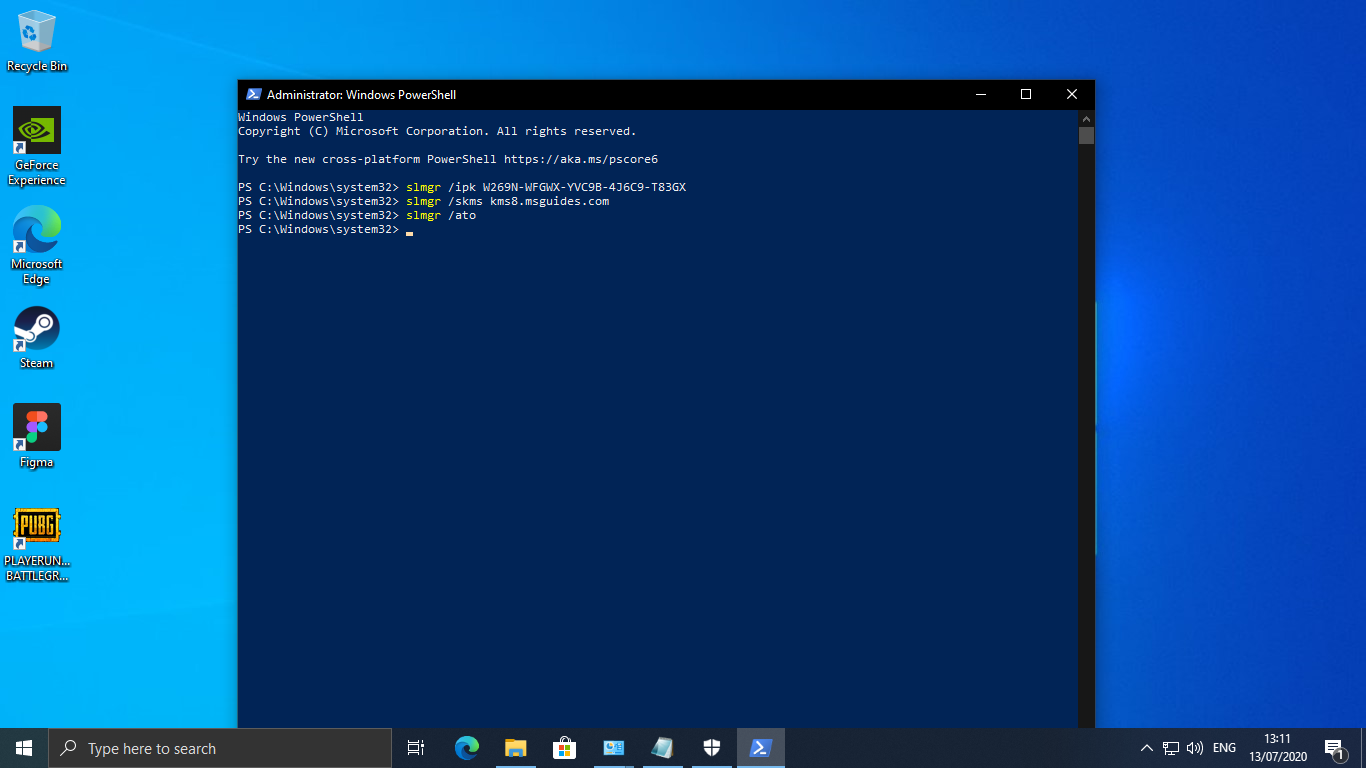 Recycle Bin
GeForce
Experience
Microsoft
Edge
Steam
Figma
PUBG
PLAYERUN...
BATTLEGR...
Administrator: Windows PowerShell
Windows PowerShell
Copyright (C) Microsoft Corporation. All rights reserved.
Try the new cross-platform PowerShell https://aka.ms/pscore6
PS C:\Windows\system32> slmgr /ipk W269N-WFGWX-YVC9B-4J6C9-T83GX
PS C:\Windows\system32> slmgr /skms kms8.msguides.com
PS C:\Windows\system32> slmgr /ato
PS C:\Windows\system32>
Type here to search
ENG
13:11
13/07/2020
1